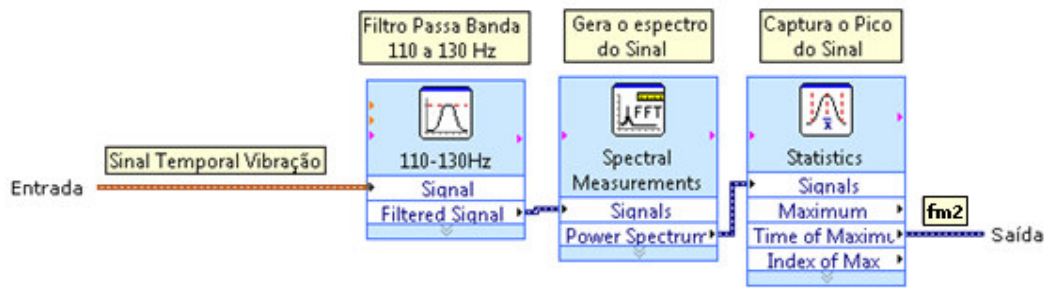 Filtro Passa Banda
110 a 130 Hz
Gera o espectro
do Sinal
Captura o Pico
do Sinal
FFT
x̄
110-130Hz
Spectral
Measurements
Statistics
Sinal Temporal Vibração
Entrada
Signal
Filtered Signal
Signals
Power Spectrum
Signals
Maximum
Time of Maximu
Index of Max
fm2
Saída